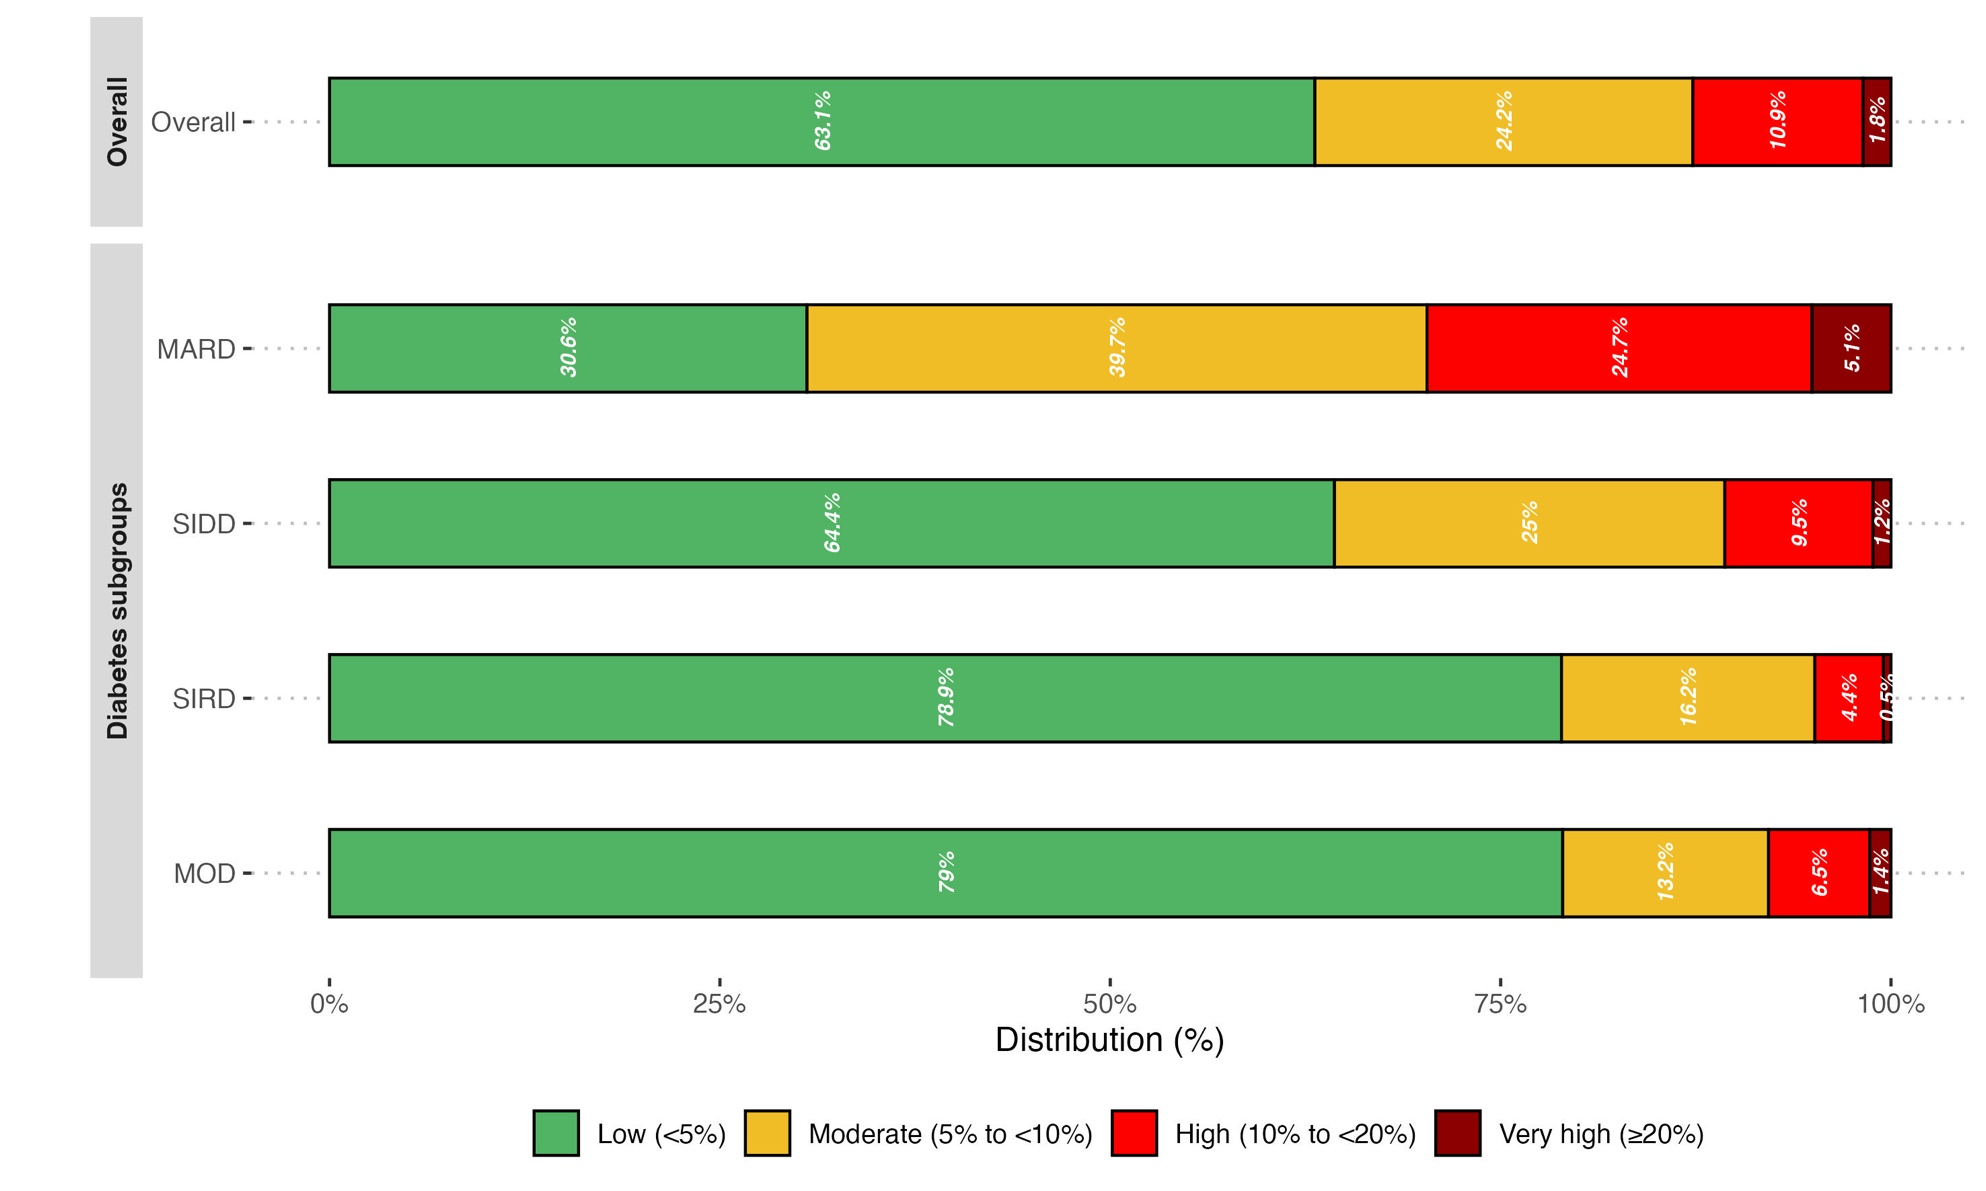 Overall
Overall
63.1%
24.2%
10.9%
1.8%
Diabetes subgroups
MARD
30.6%
39.7%
24.7%
5.1%
SIDD
64.4%
25%
9.5%
1.2%
SIRD
78.9%
16.2%
4.4%
0.5%
MOD
79%
13.2%
6.5%
1.4%
0% 25% 50% 75% 100%
Distribution (%)
Low (<5%) Moderate (5% to <10%) High (10% to <20%) Very high (≥20%)